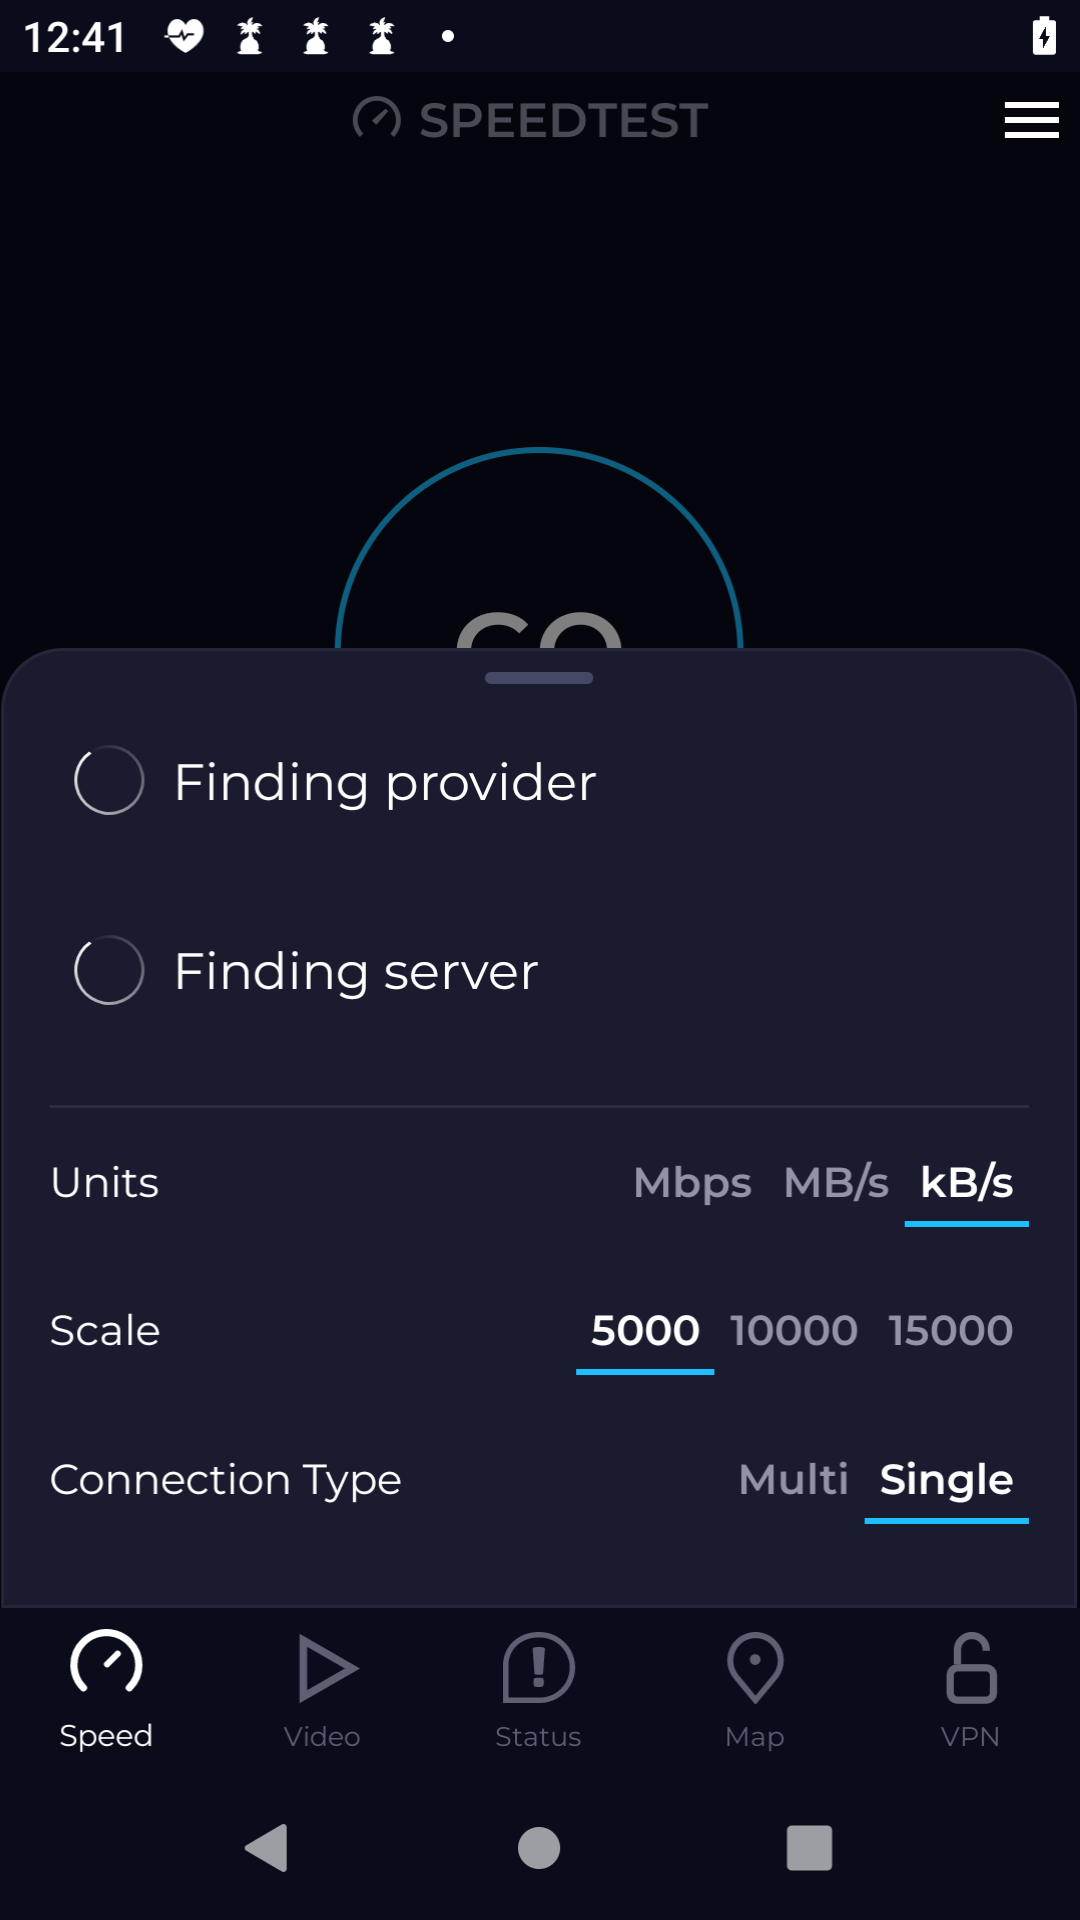 12:41
SPEEDTEST
GO
Finding provider
Finding server
Units Mbps MB/s kB/s
Scale 5000 10000 15000
Connection Type Multi Single
Speed Video Status Map VPN